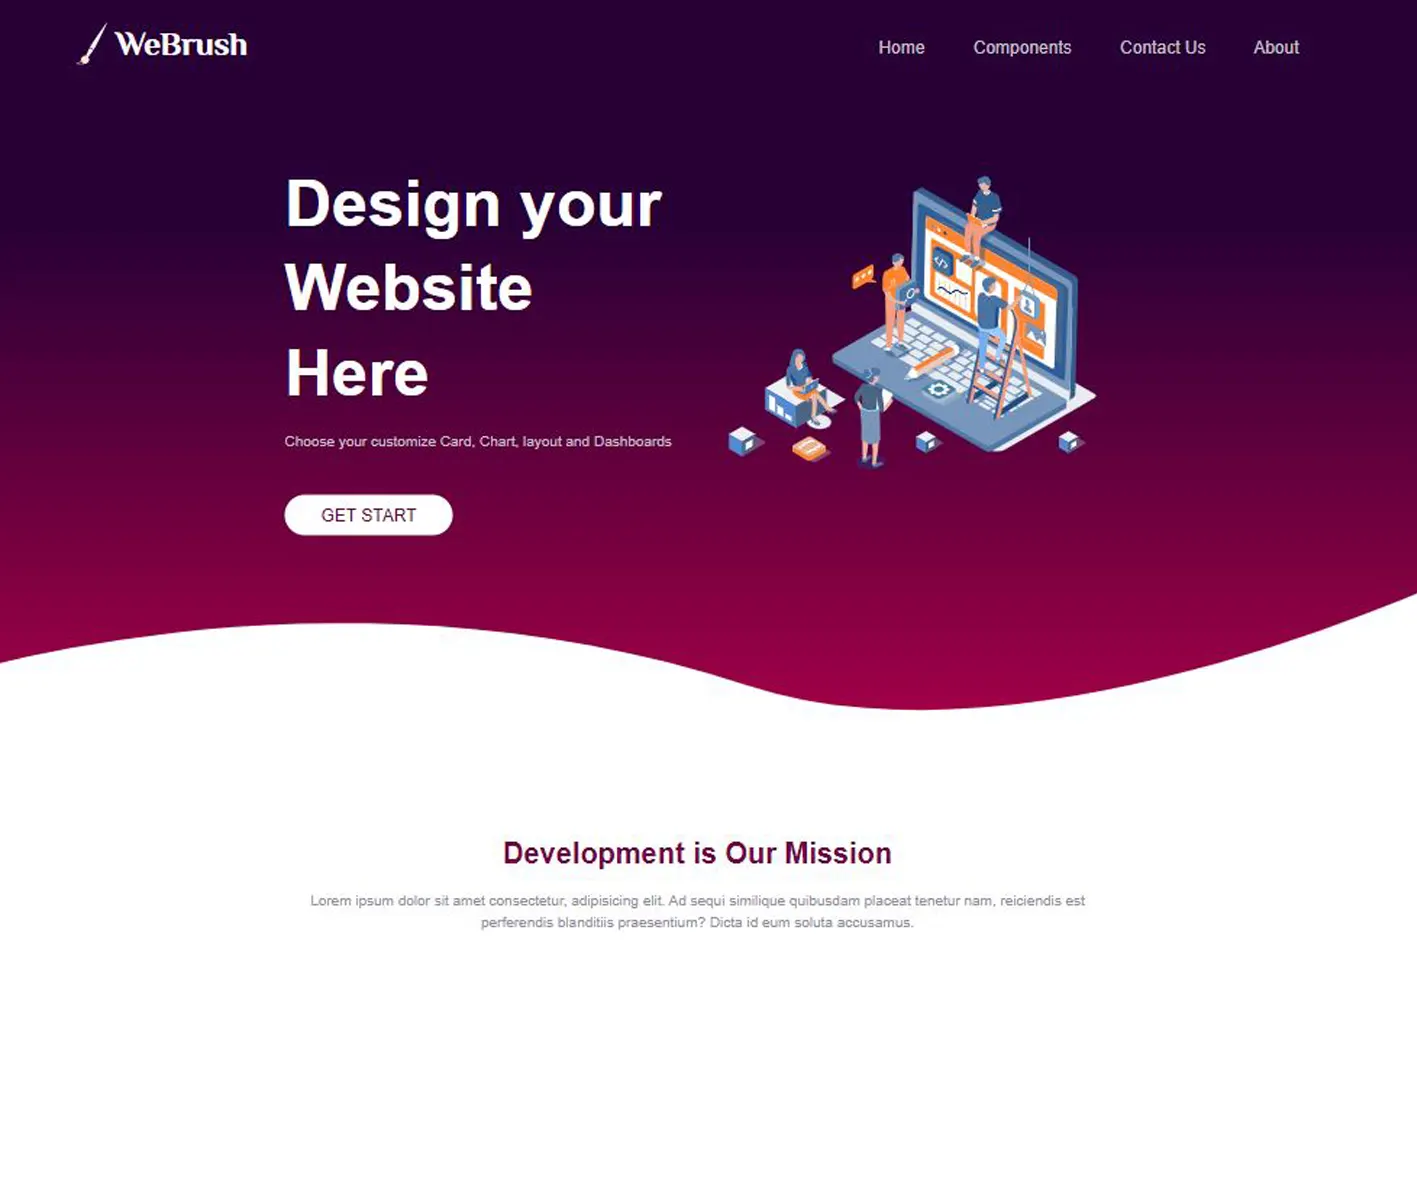 WeBrush
Home Components Contact Us About
Design your
Website
Here
Choose your customize Card, Chart, layout and Dashboards
GET START
Development is Our Mission
Lorem ipsum dolor sit amet consectetur, adipisicing elit. Ad sequi similique quibusdam placeat tenetur nam, reiciendis est
perferendis blanditiis praesentium? Dicta id eum soluta accusamus.